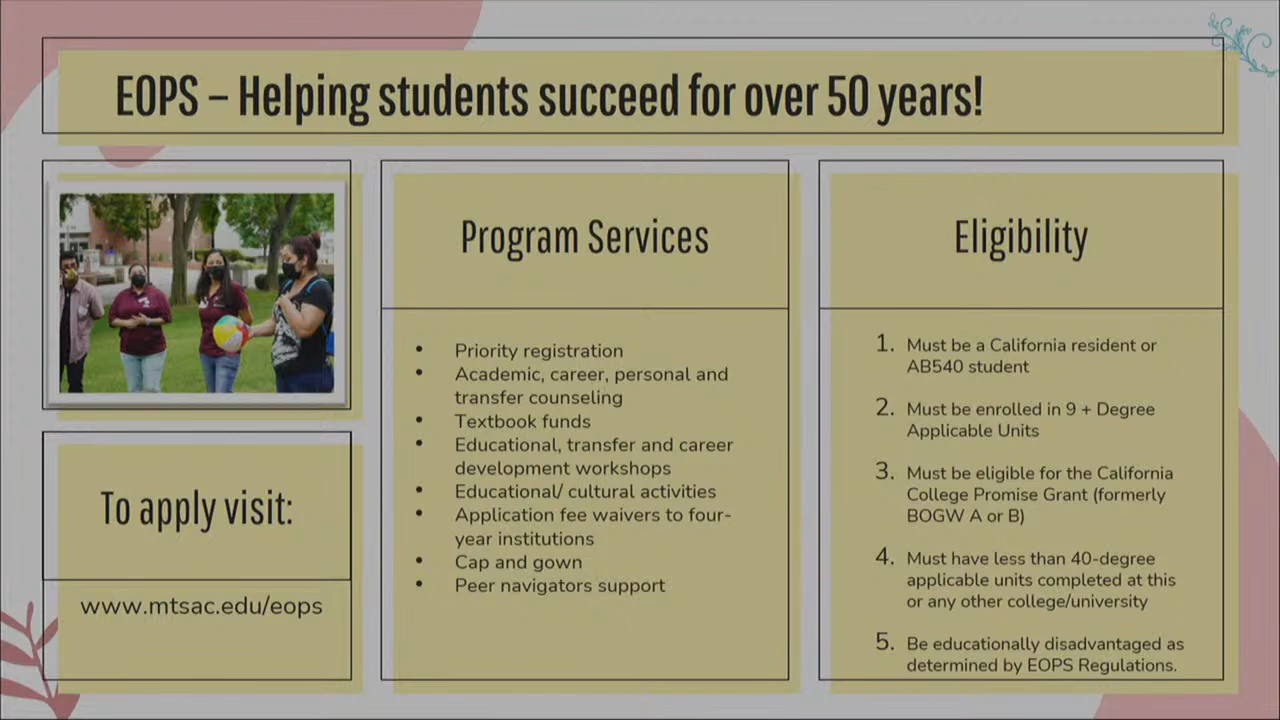 EOPS – Helping students succeed for over 50 years!
To apply visit:
www.mtsac.edu/eops
Program Services
• Priority registration
• Academic, career, personal and
transfer counseling
• Textbook funds
• Educational, transfer and career
development workshops
• Educational/ cultural activities
• Application fee waivers to four-
year institutions
• Cap and gown
• Peer navigators support
Eligibility
1. Must be a California resident or
AB540 student
2. Must be enrolled in 9 + Degree
Applicable Units
3. Must be eligible for the California
College Promise Grant (formerly
BOGW A or B)
4. Must have less than 40-degree
applicable units completed at this
or any other college/university
5. Be educationally disadvantaged as
determined by EOPS Regulations.